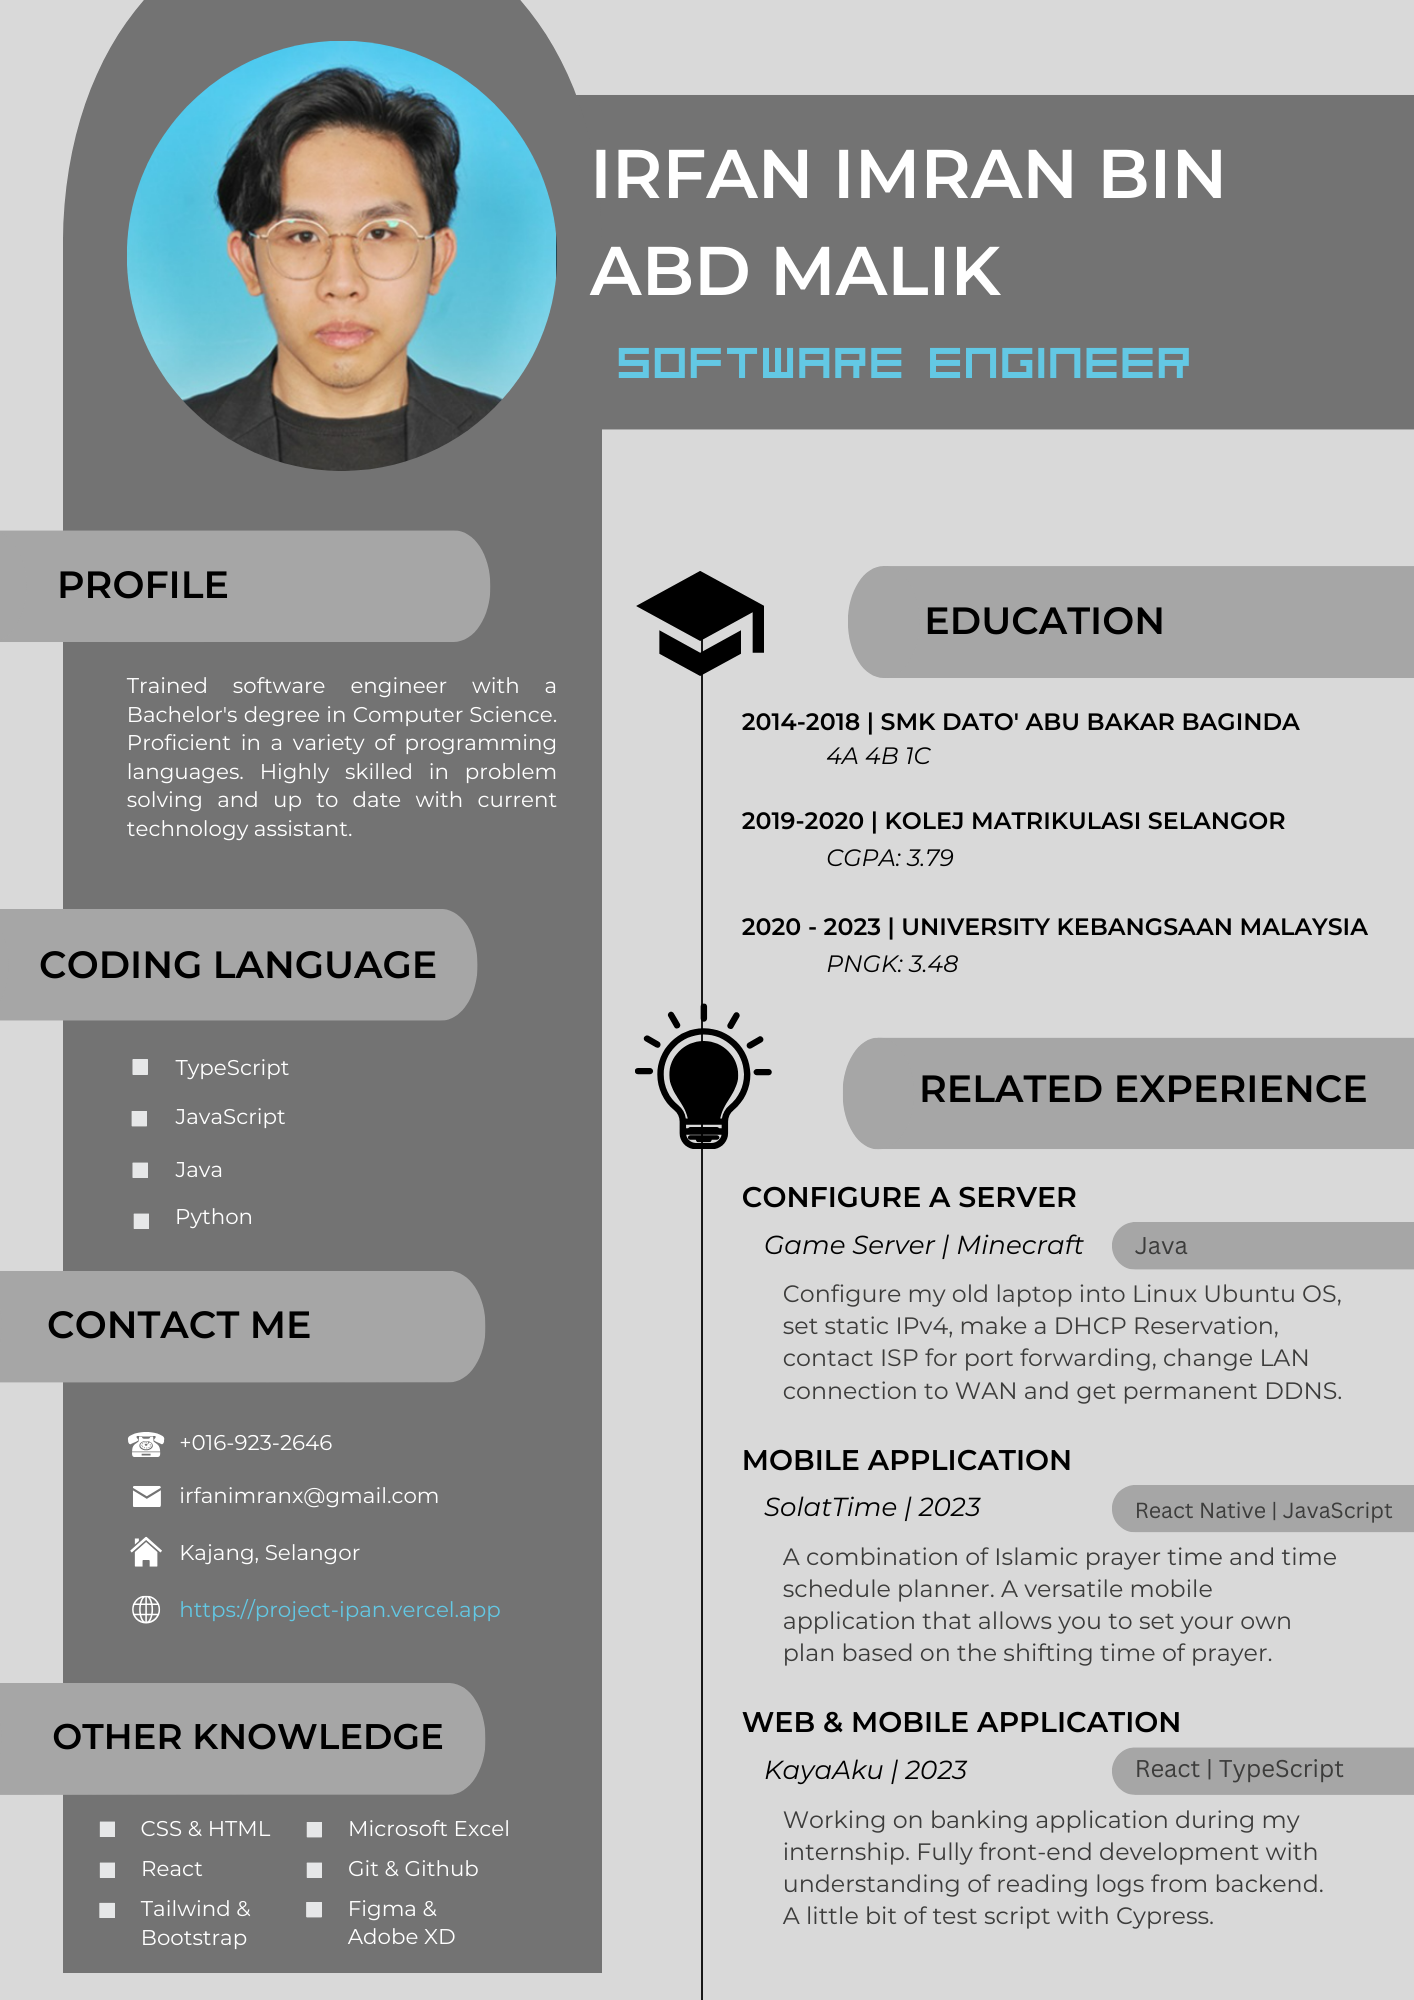 IRFAN IMRAN BIN
ABD MALIK
SOFTWARE ENGINEER
PROFILE
Trained software engineer with a
Bachelor's degree in Computer Science.
Proficient in a variety of programming
languages. Highly skilled in problem
solving and up to date with current
technology assistant.
CODING LANGUAGE
TypeScript
JavaScript
Java
Python
CONTACT ME
+016-923-2646
irfanimranx@gmail.com
Kajang, Selangor
https://project-ipan.vercel.app
OTHER KNOWLEDGE
CSS & HTML
React
Tailwind &
Bootstrap
Microsoft Excel
Git & Github
Figma &
Adobe XD
EDUCATION
2014-2018 | SMK DATO' ABU BAKAR BAGINDA
4A 4B 1C
2019-2020 | KOLEJ MATRIKULASI SELANGOR
CGPA: 3.79
2020 - 2023 | UNIVERSITY KEBANGSAAN MALAYSIA
PNGK: 3.48
RELATED EXPERIENCE
CONFIGURE A SERVER
Game Server | Minecraft
Java
Configure my old laptop into Linux Ubuntu OS,
set static IPv4, make a DHCP Reservation,
contact ISP for port forwarding, change LAN
connection to WAN and get permanent DDNS.
MOBILE APPLICATION
SolatTime | 2023
React Native | JavaScript
A combination of Islamic prayer time and time
schedule planner. A versatile mobile
application that allows you to set your own
plan based on the shifting time of prayer.
WEB & MOBILE APPLICATION
KayaAku | 2023
React | TypeScript
Working on banking application during my
internship. Fully front-end development with
understanding of reading logs from backend.
A little bit of test script with Cypress.